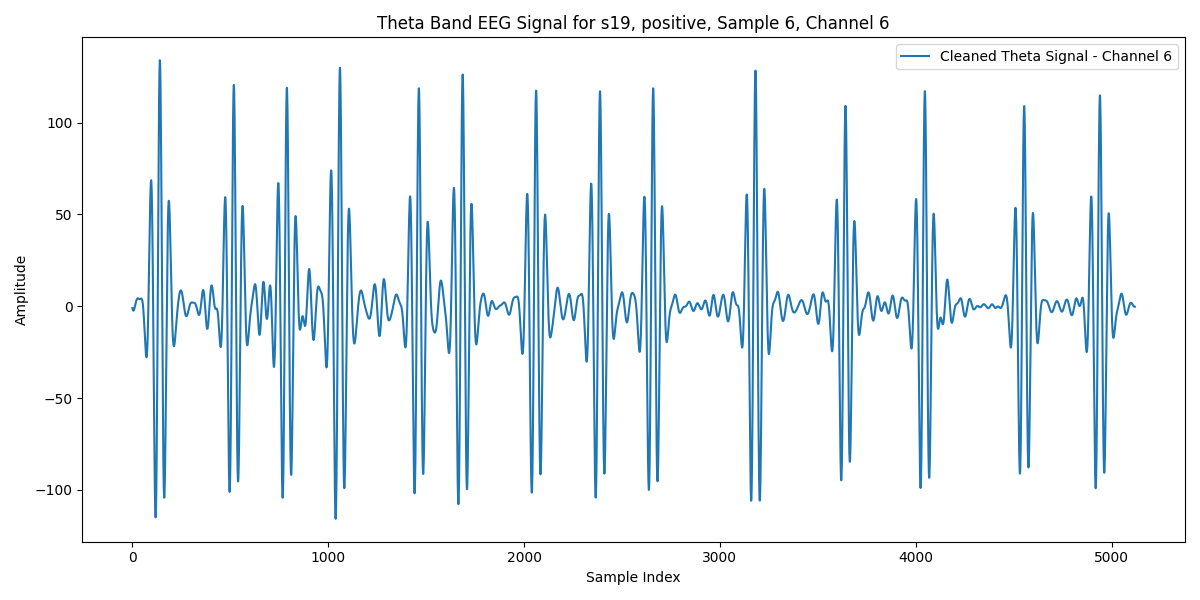 Theta Band EEG Signal for s19, positive, Sample 6, Channel 6
Cleaned Theta Signal - Channel 6
Amplitude
100
50
0
−50
−100
0 1000 2000 3000 4000 5000
Sample Index